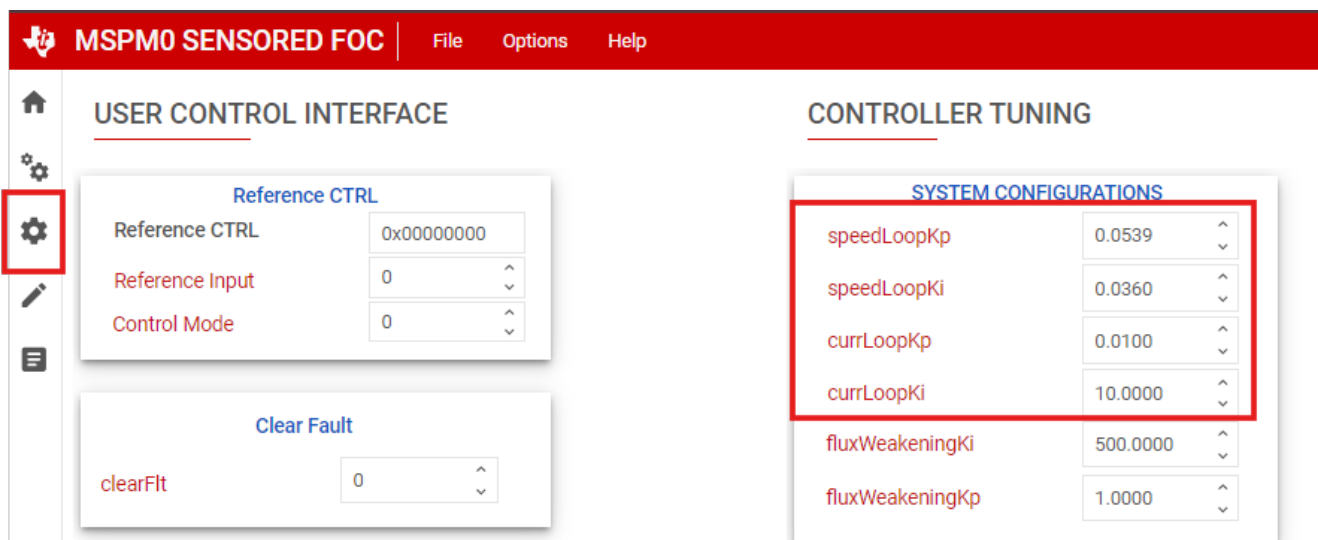 MSPM0 SENSORED FOC File Options Help
USER CONTROL INTERFACE
Reference CTRL
Reference CTRL 0x00000000
Reference Input 0
Control Mode 0
Clear Fault
clearFlt 0
CONTROLLER TUNING
SYSTEM CONFIGURATIONS
speedLoopKp 0.0539
speedLoopKi 0.0360
currLoopKp 0.0100
currLoopKi 10.0000
fluxWeakeningKi 500.0000
fluxWeakeningKp 1.0000